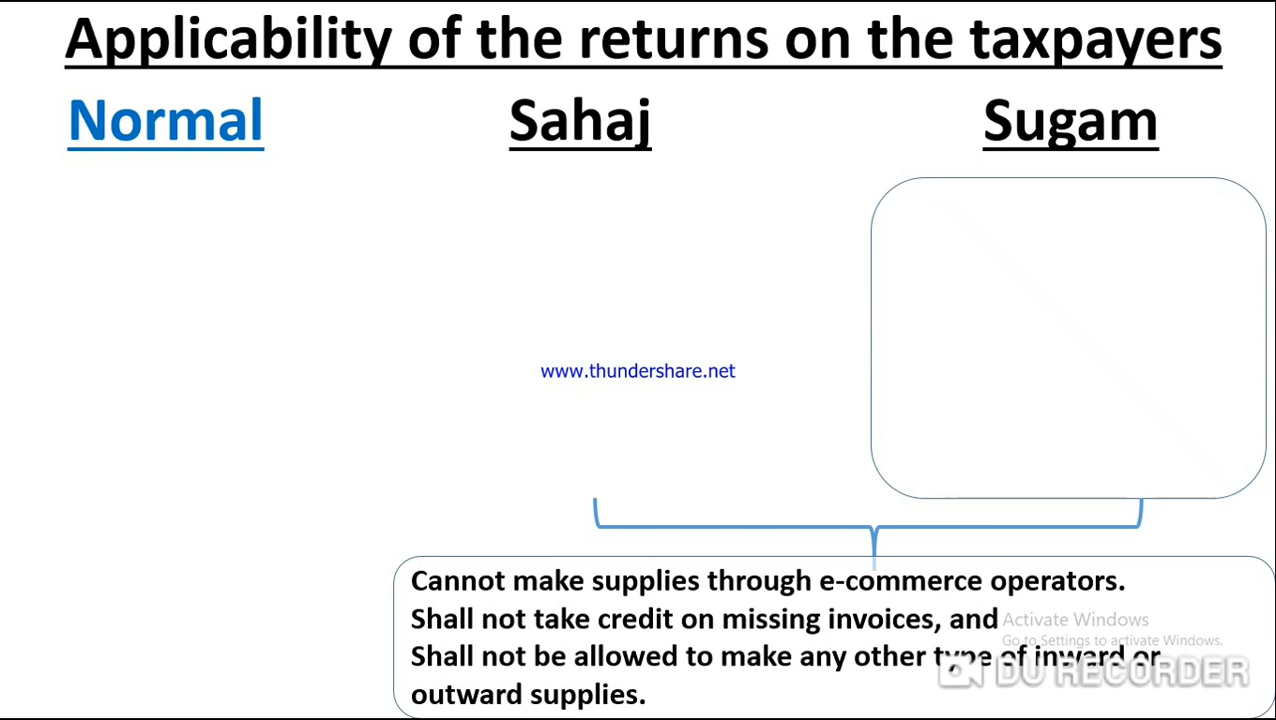 Applicability of the returns on the taxpayers
Normal Sahaj Sugam
www.thundershare.net
Cannot make supplies through e-commerce operators.
Shall not take credit on missing invoices, and
Activate Windows
Go to Settings to activate Windows.
Shall not be allowed to make any other type of inward or
DU RECORDER
outward supplies.